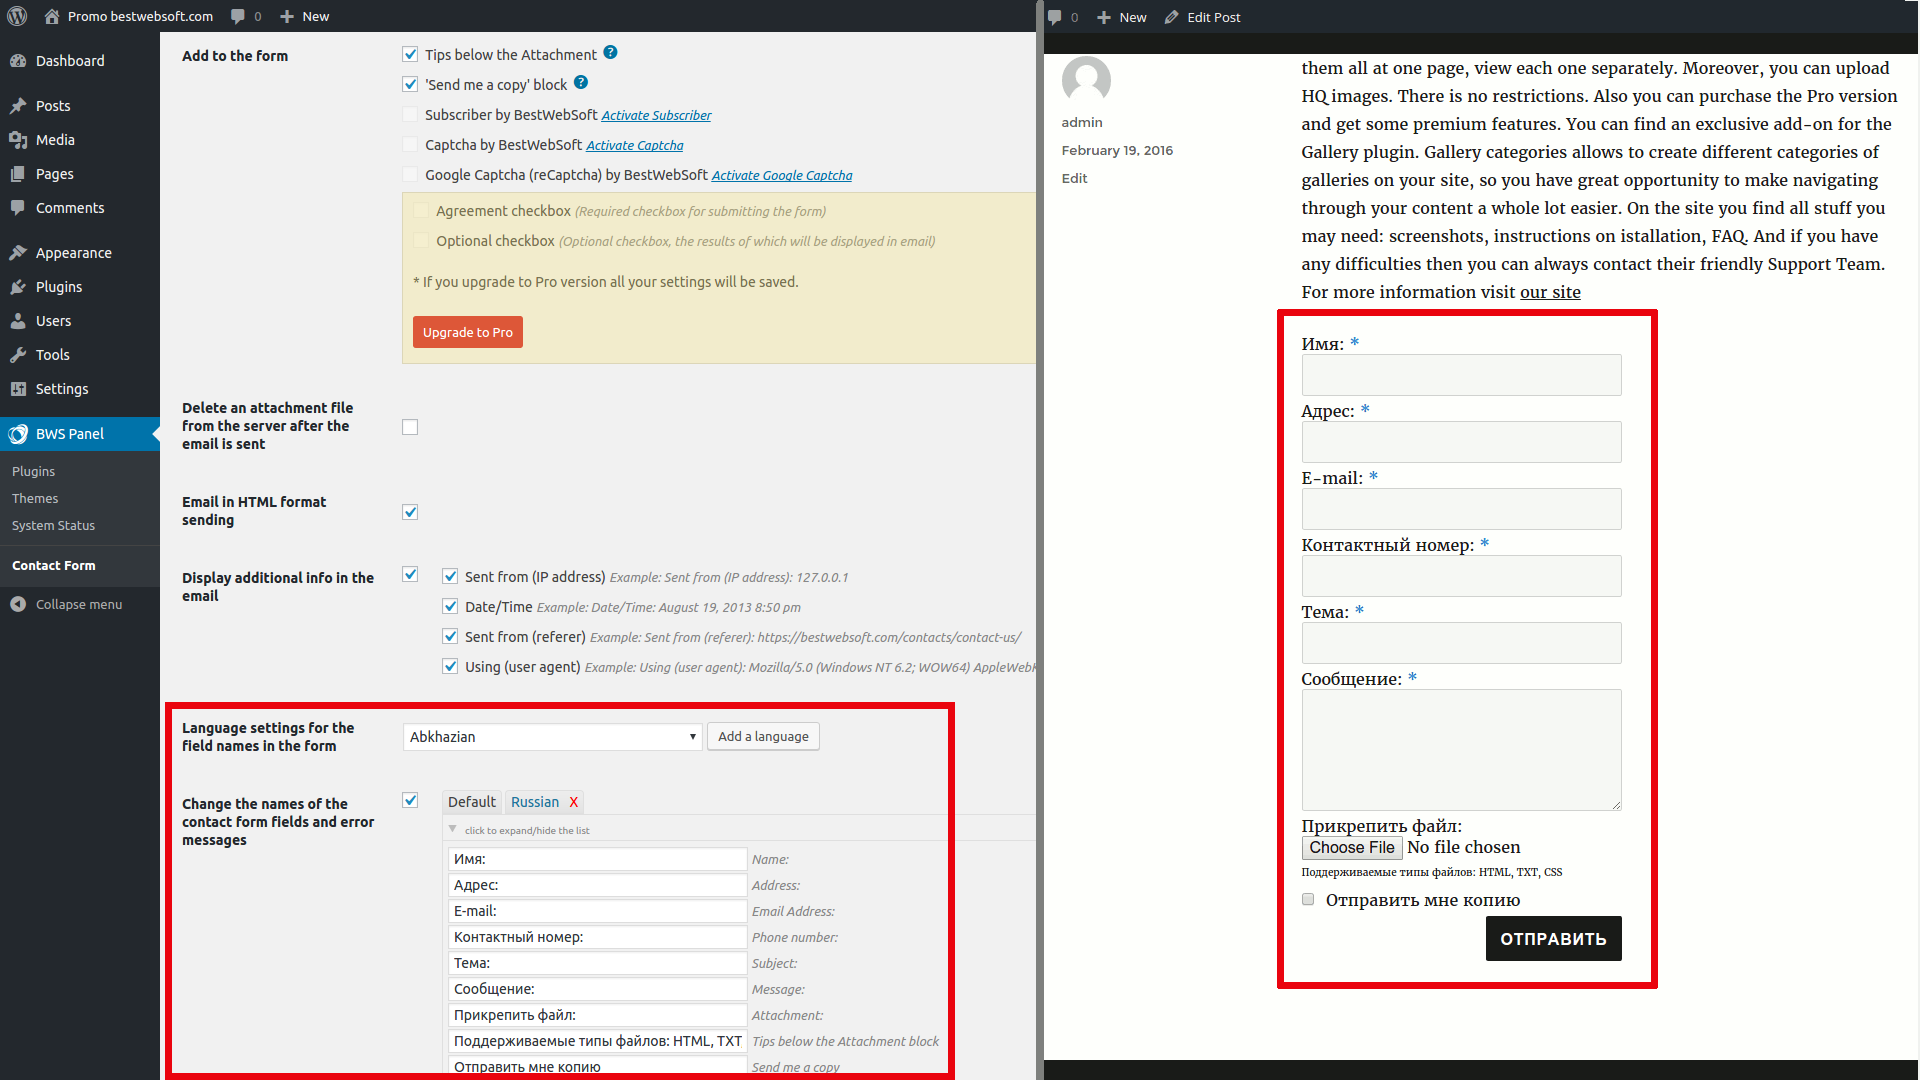 Promo bestwebsoft.com 0 New
Dashboard
Posts
Media
Pages
Comments
Appearance
Plugins
Users
Tools
Settings
BWS Panel
Plugins
Themes
System Status
Contact Form
Collapse menu
Add to the form
Tips below the Attachment ?
'Send me a copy' block ?
Subscriber by BestWebSoft Activate Subscriber
Captcha by BestWebSoft Activate Captcha
Google Captcha (reCaptcha) by BestWebSoft Activate Google Captcha
Agreement checkbox (Required checkbox for submitting the form)
Optional checkbox (Optional checkbox, the results of which will be displayed in email)
* If you upgrade to Pro version all your settings will be saved.
Upgrade to Pro
Delete an attachment file
from the server after the
email is sent
Email in HTML format
sending
Display additional info in the
email
Sent from (IP address) Example: Sent from (IP address): 127.0.0.1
Date/Time Example: Date/Time: August 19, 2013 8:50 pm
Sent from (referer) Example: Sent from (referer): https://bestwebsoft.com/contacts/contact-us/
Using (user agent) Example: Using (user agent): Mozilla/5.0 (Windows NT 6.2; WOW64) AppleWebK
Language settings for the
field names in the form
Abkhazian
Add a language
Change the names of the
contact form fields and error
messages
Default Russian X
click to expand/hide the list
Имя: Name:
Адрес: Address:
E-mail: Email Address:
Контактный номер: Phone number:
Тема: Subject:
Сообщение: Message:
Прикрепить файл: Attachment:
Поддерживаемые типы файлов: HTML, TXT Tips below the Attachment block
Отправить мне копию Send me a copy
0 New Edit Post
admin
February 19, 2016
Edit
them all at one page, view each one separately. Moreover, you can upload
HQ images. There is no restrictions. Also you can purchase the Pro version
and get some premium features. You can find an exclusive add-on for the
Gallery plugin. Gallery categories allows to create different categories of
galleries on your site, so you have great opportunity to make navigating
through your content a whole lot easier. On the site you find all stuff you
may need: screenshots, instructions on istallation, FAQ. And if you have
any difficulties then you can always contact their friendly Support Team.
For more information visit our site
Имя: *
Адрес: *
E-mail: *
Контактный номер: *
Тема: *
Сообщение: *
Прикрепить файл:
Choose File No file chosen
Поддерживаемые типы файлов: HTML, TXT, CSS
Отправить мне копию
ОТПРАВИТЬ